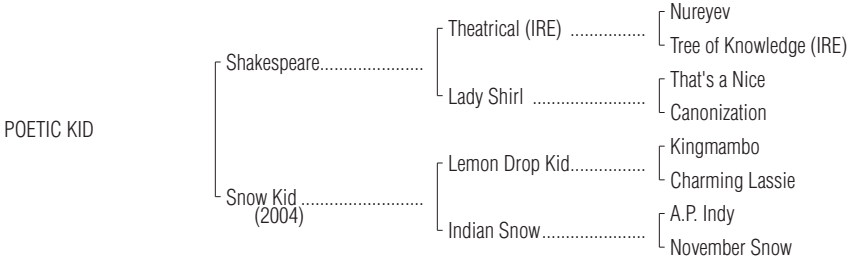 Nureyev
Theatrical (IRE) ................
Tree of Knowledge (IRE)
Shakespeare......................
That's a Nice
Lady Shirl ........................
Canonization
POETIC KID
Kingmambo
Lemon Drop Kid................
Charming Lassie
Snow Kid ..........................
(2004)
A.P. Indy
Indian Snow......................
November Snow